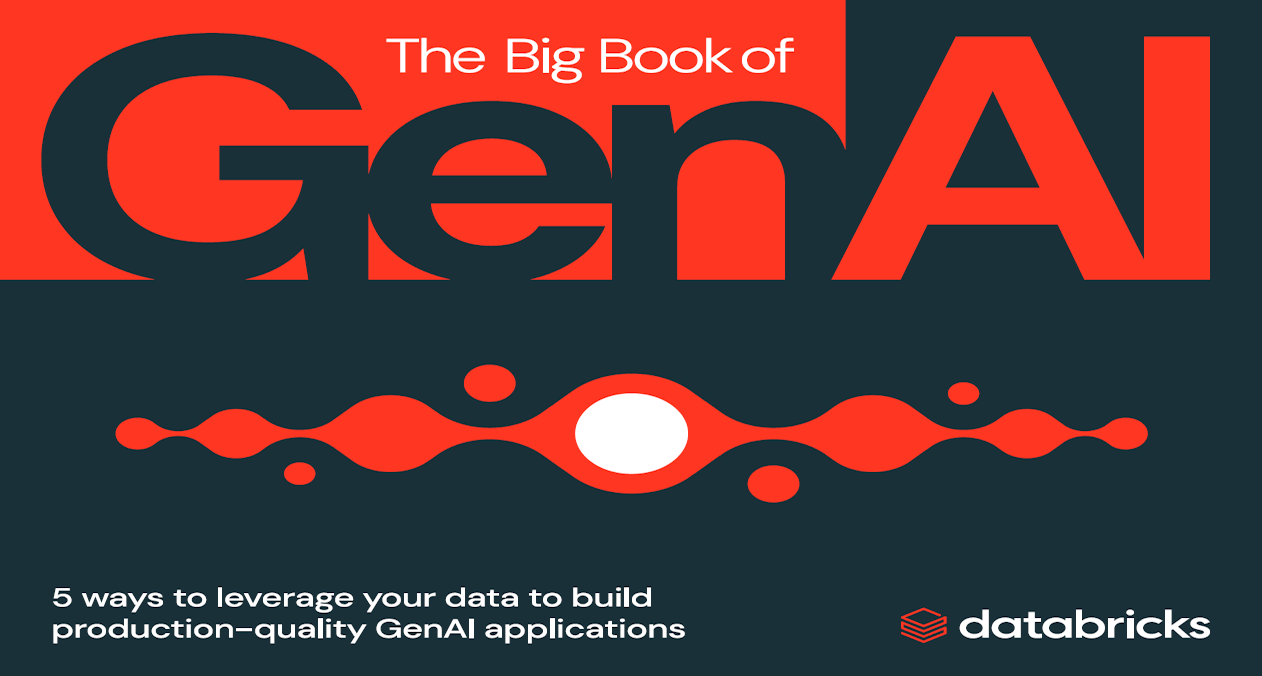 The Big Book of
GenAI
5 ways to leverage your data to build
production-quality GenAI applications
databricks